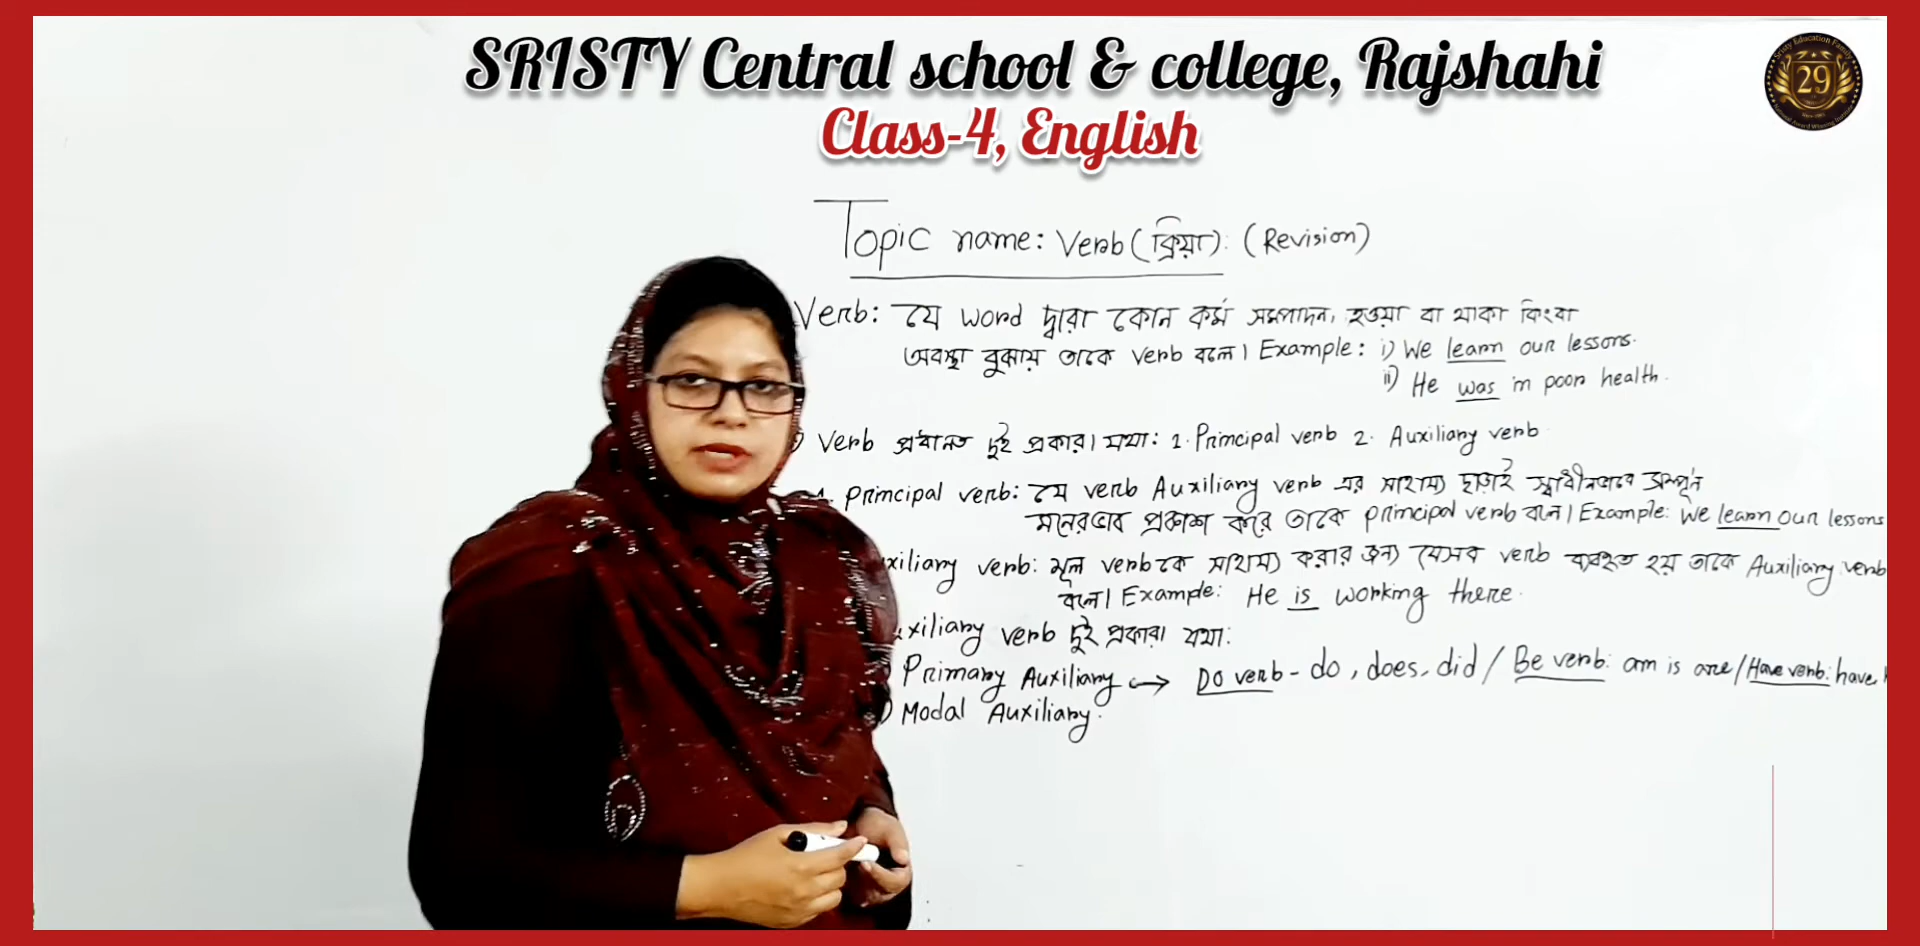 SRISTY Central school & college, Rajshahi
Class-4, English
29
Topic name: Verb (ক্রিয়া): (Revision)
Verb: যে word দ্বারা কোন কর্ম সম্পাদন, হওয়া বা থাকা কিংবা
অবস্থা বুঝায় তাকে verb বলে। Example: i) We learn our lessons.
ii) He was in poor health.
Verb প্রধানত দুই প্রকার। যথা: 1. Principal verb 2. Auxiliary verb
1. Principal verb: যে verb Auxiliary verb এর সাহায্য ছাড়াই স্বাধীনভাবে সম্পূর্ন
মনেরভাব প্রকাশ করে তাকে principal verb বলে। Example: We learn our lessons
xiliary verb: মূল verb কে সাহায্য করার জন্য যেসব verb ব্যবহৃত হয় তাকে Auxiliary verb
বলে। Example: He is working there.
uxiliary verb দুই প্রকার। যথা:
Primary Auxiliary → Do verb - do, does, did / Be verb: am is are / Have verb: have
) Modal Auxiliary.